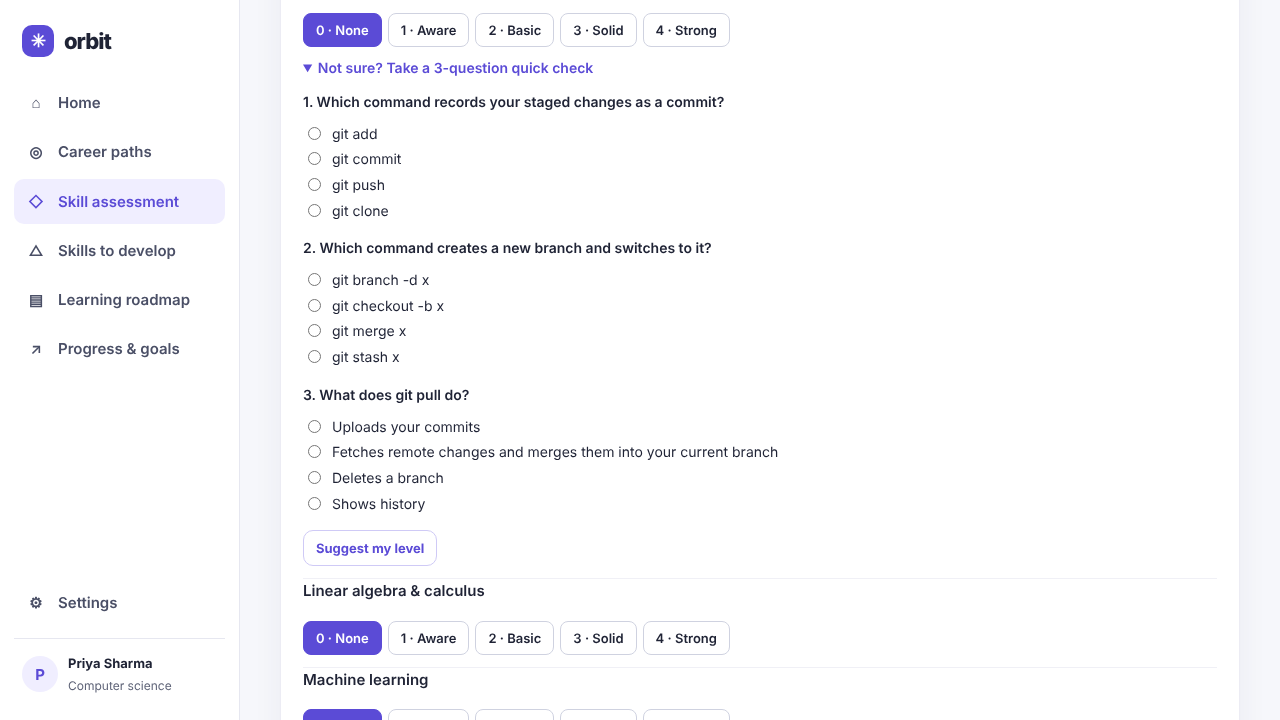 orbit
Home
Career paths
Skill assessment
Skills to develop
Learning roadmap
Progress & goals
Settings
P
Priya Sharma
Computer science
0 · None
1 · Aware
2 · Basic
3 · Solid
4 · Strong
Not sure? Take a 3-question quick check
1. Which command records your staged changes as a commit?
git add
git commit
git push
git clone
2. Which command creates a new branch and switches to it?
git branch -d x
git checkout -b x
git merge x
git stash x
3. What does git pull do?
Uploads your commits
Fetches remote changes and merges them into your current branch
Deletes a branch
Shows history
Suggest my level
Linear algebra & calculus
0 · None
1 · Aware
2 · Basic
3 · Solid
4 · Strong
Machine learning